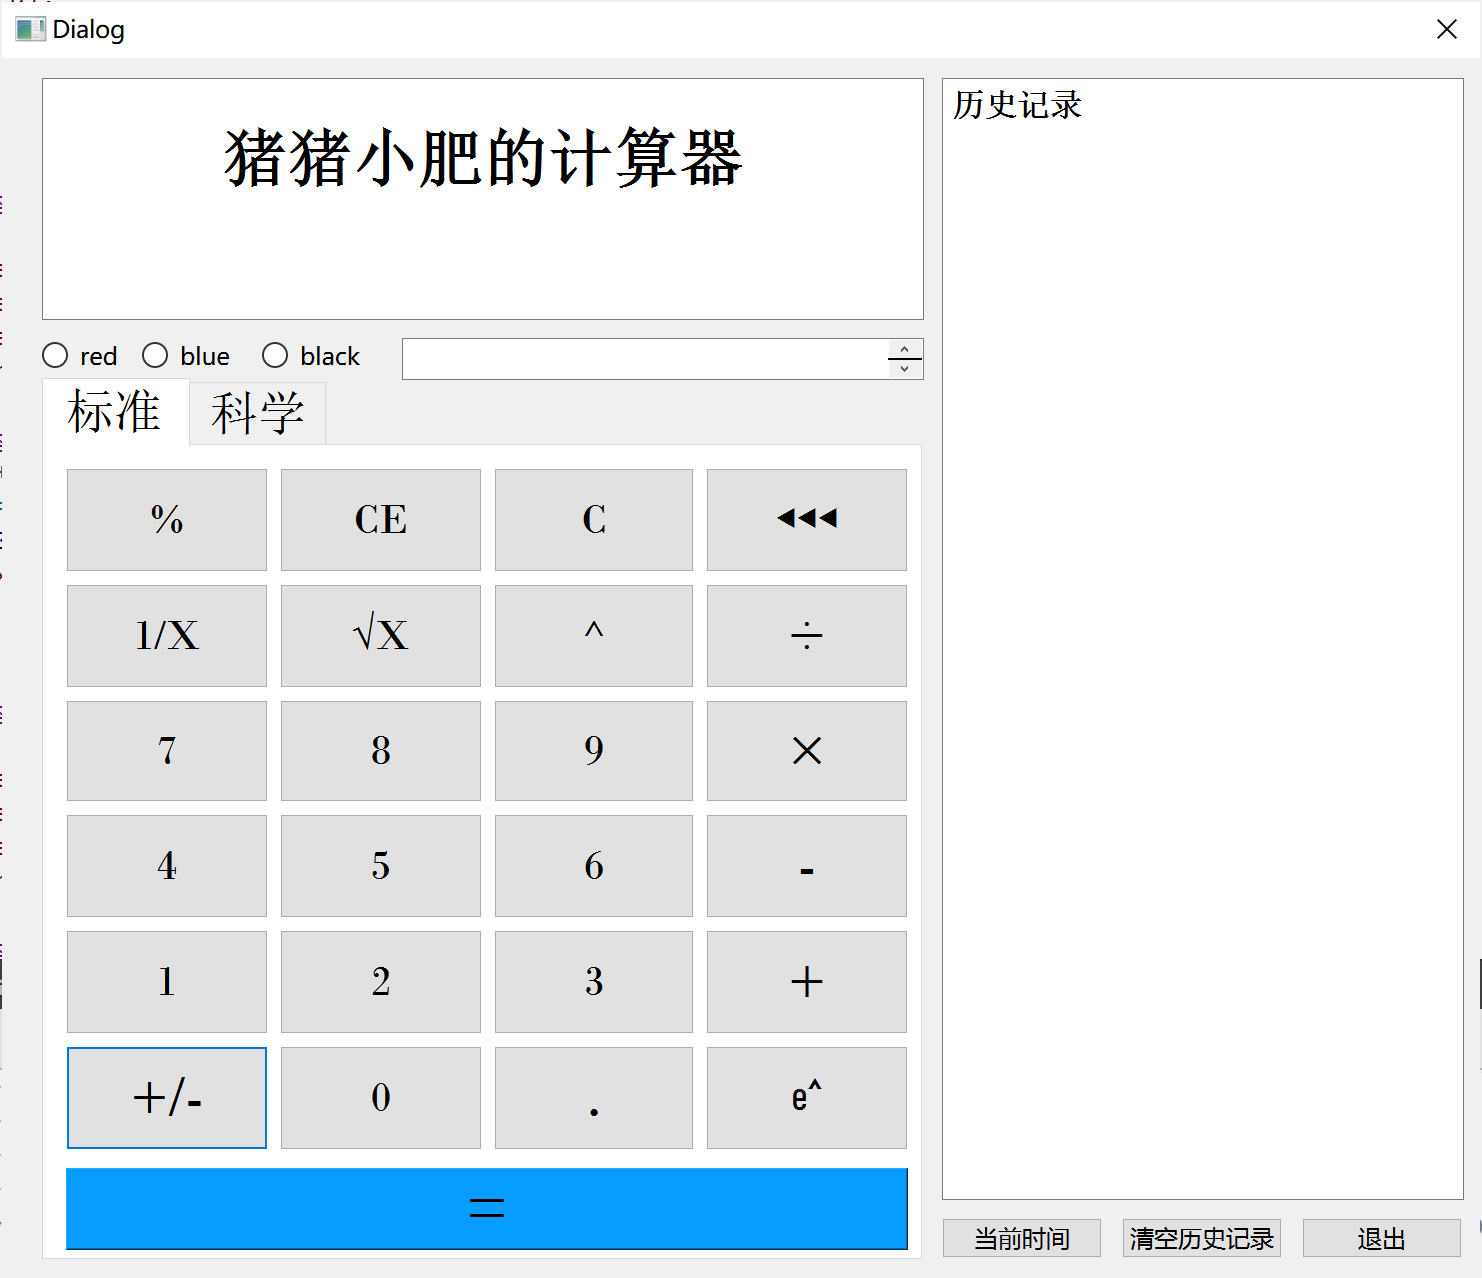 Dialog
猪猪小肥的计算器
历史记录
red blue black
标准 科学
% CE C ◀◀◀
1/X √X ^ ÷
7 8 9 ×
4 5 6 -
1 2 3 +
+/- 0 . e^
=
当前时间 清空历史记录 退出